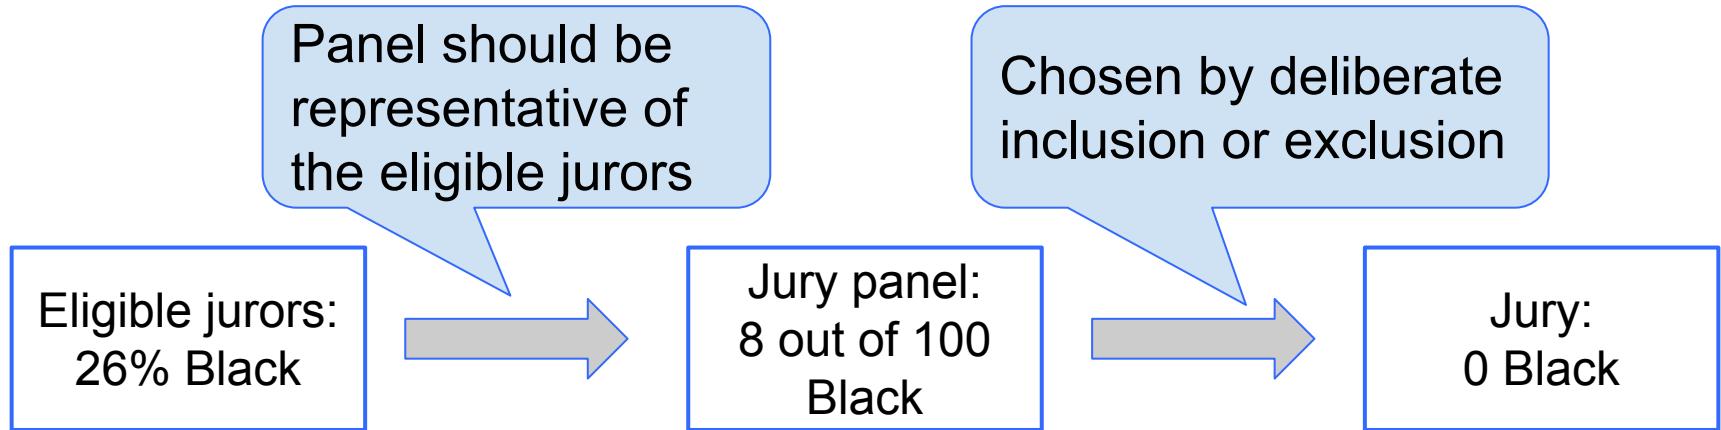 Panel should be
representative of
the eligible jurors
Chosen by deliberate
inclusion or exclusion
Eligible jurors:
26% Black
Jury panel:
8 out of 100
Black
Jury:
0 Black